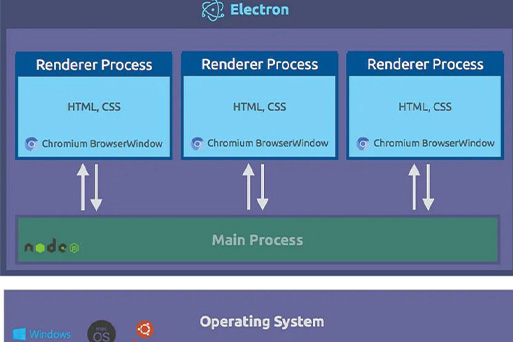 Electron
Renderer Process
HTML, CSS
Chromium BrowserWindow
Renderer Process
HTML, CSS
Chromium BrowserWindow
Renderer Process
HTML, CSS
Chromium BrowserWindow
node
Main Process
Operating System
Windows
OS